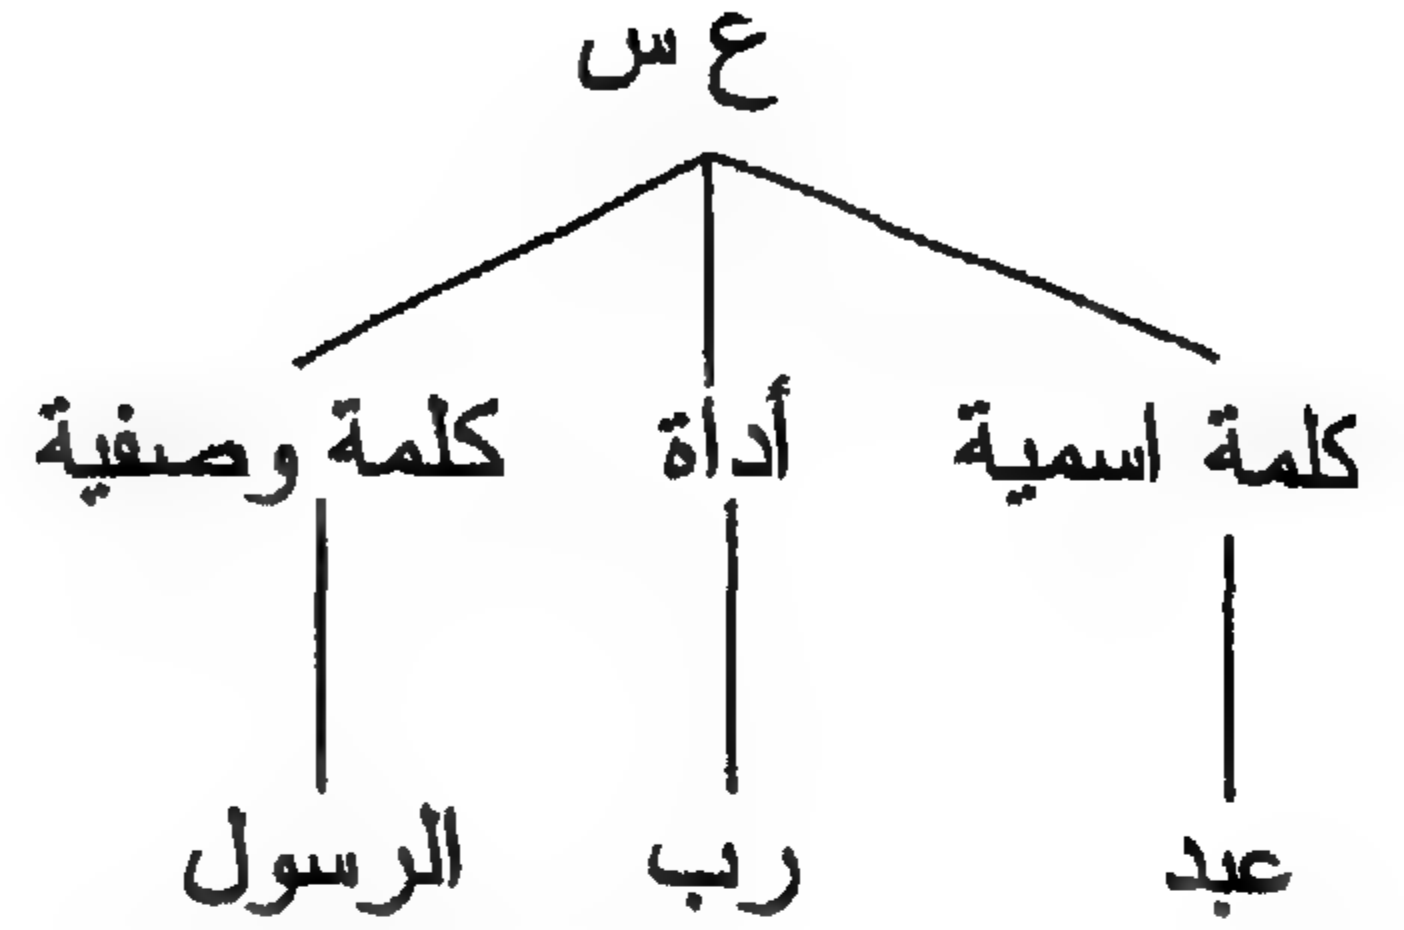 ع س
كلمة اسمية أداة كلمة وصفية
عبد رب الرسول